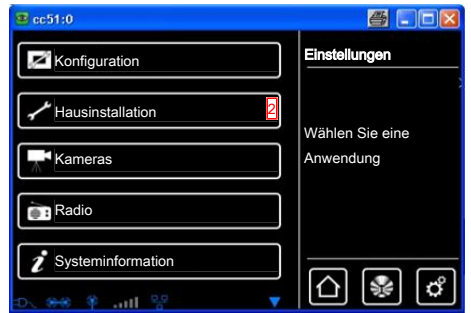 cc51:0
Konfiguration
Hausinstallation
2
Kameras
Radio
Systeminformation
Einstellungen
Wählen Sie eine
Anwendung